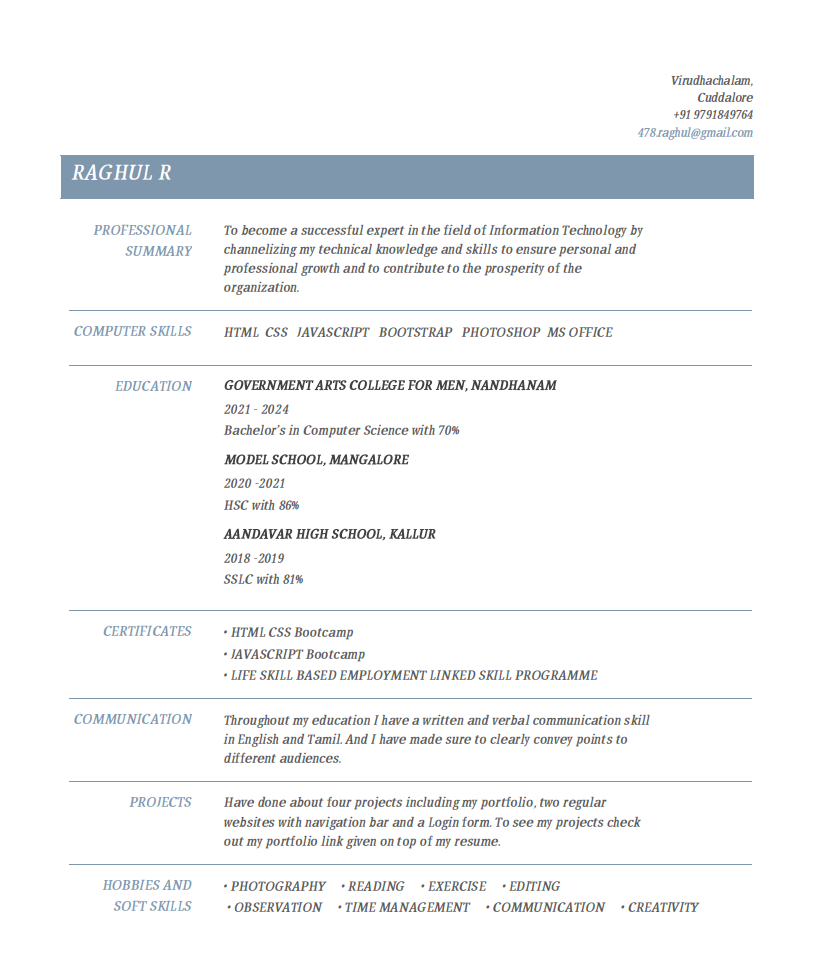 Virudhachalam,
Cuddalore
+91 9791849764
478.raghul@gmail.com
RAGHUL R
PROFESSIONAL
SUMMARY
To become a successful expert in the field of Information Technology by
channelizing my technical knowledge and skills to ensure personal and
professional growth and to contribute to the prosperity of the
organization.
COMPUTER SKILLS
HTML CSS JAVASCRIPT BOOTSTRAP PHOTOSHOP MS OFFICE
EDUCATION
GOVERNMENT ARTS COLLEGE FOR MEN, NANDHANAM
2021 - 2024
Bachelor's in Computer Science with 70%
MODEL SCHOOL, MANGALORE
2020 -2021
HSC with 86%
AANDAVAR HIGH SCHOOL, KALLUR
2018 -2019
SSLC with 81%
CERTIFICATES
• HTML CSS Bootcamp
• JAVASCRIPT Bootcamp
• LIFE SKILL BASED EMPLOYMENT LINKED SKILL PROGRAMME
COMMUNICATION
Throughout my education I have a written and verbal communication skill
in English and Tamil. And I have made sure to clearly convey points to
different audiences.
PROJECTS
Have done about four projects including my portfolio, two regular
websites with navigation bar and a Login form. To see my projects check
out my portfolio link given on top of my resume.
HOBBIES AND
SOFT SKILLS
• PHOTOGRAPHY • READING • EXERCISE • EDITING
• OBSERVATION • TIME MANAGEMENT • COMMUNICATION • CREATIVITY